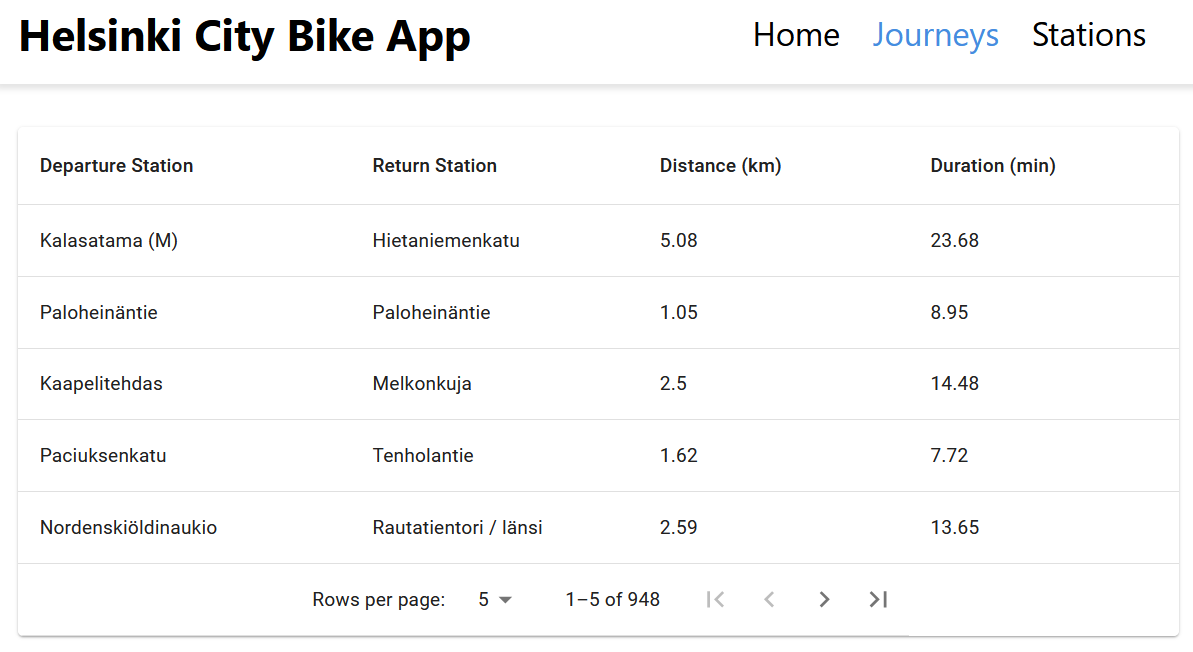 Helsinki City Bike App Home Journeys Stations
Departure Station Return Station Distance (km) Duration (min)
Kalasatama (M) Hietaniemenkatu 5.08 23.68
Paloheinäntie Paloheinäntie 1.05 8.95
Kaapelitehdas Melkonkuja 2.5 14.48
Paciuksenkatu Tenholantie 1.62 7.72
Nordenskiöldinaukio Rautatientori / länsi 2.59 13.65
Rows per page: 5 1–5 of 948